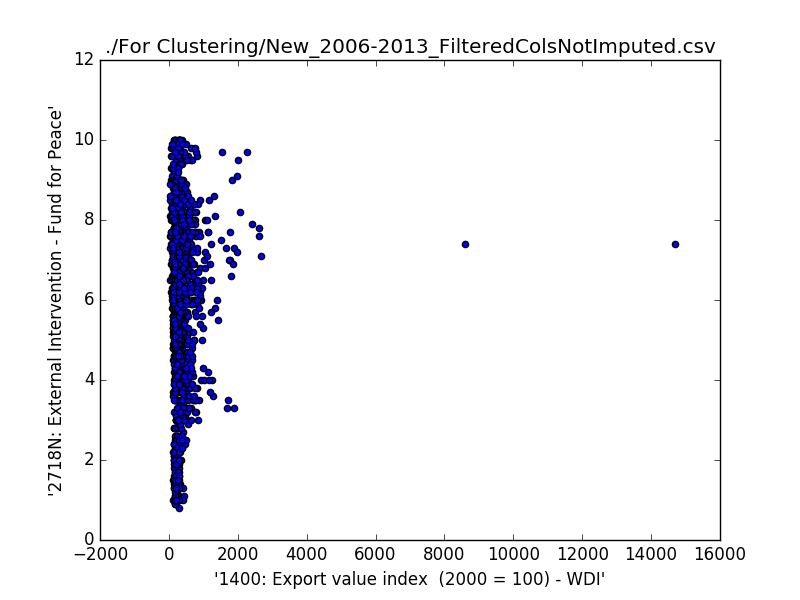 ./For Clustering/New_2006-2013_FilteredColsNotImputed.csv
12
10
8
6
4
2
0
'2718N: External Intervention - Fund for Peace'
−2000 0 2000 4000 6000 8000 10000 12000 14000 16000
'1400: Export value index  (2000 = 100) - WDI'